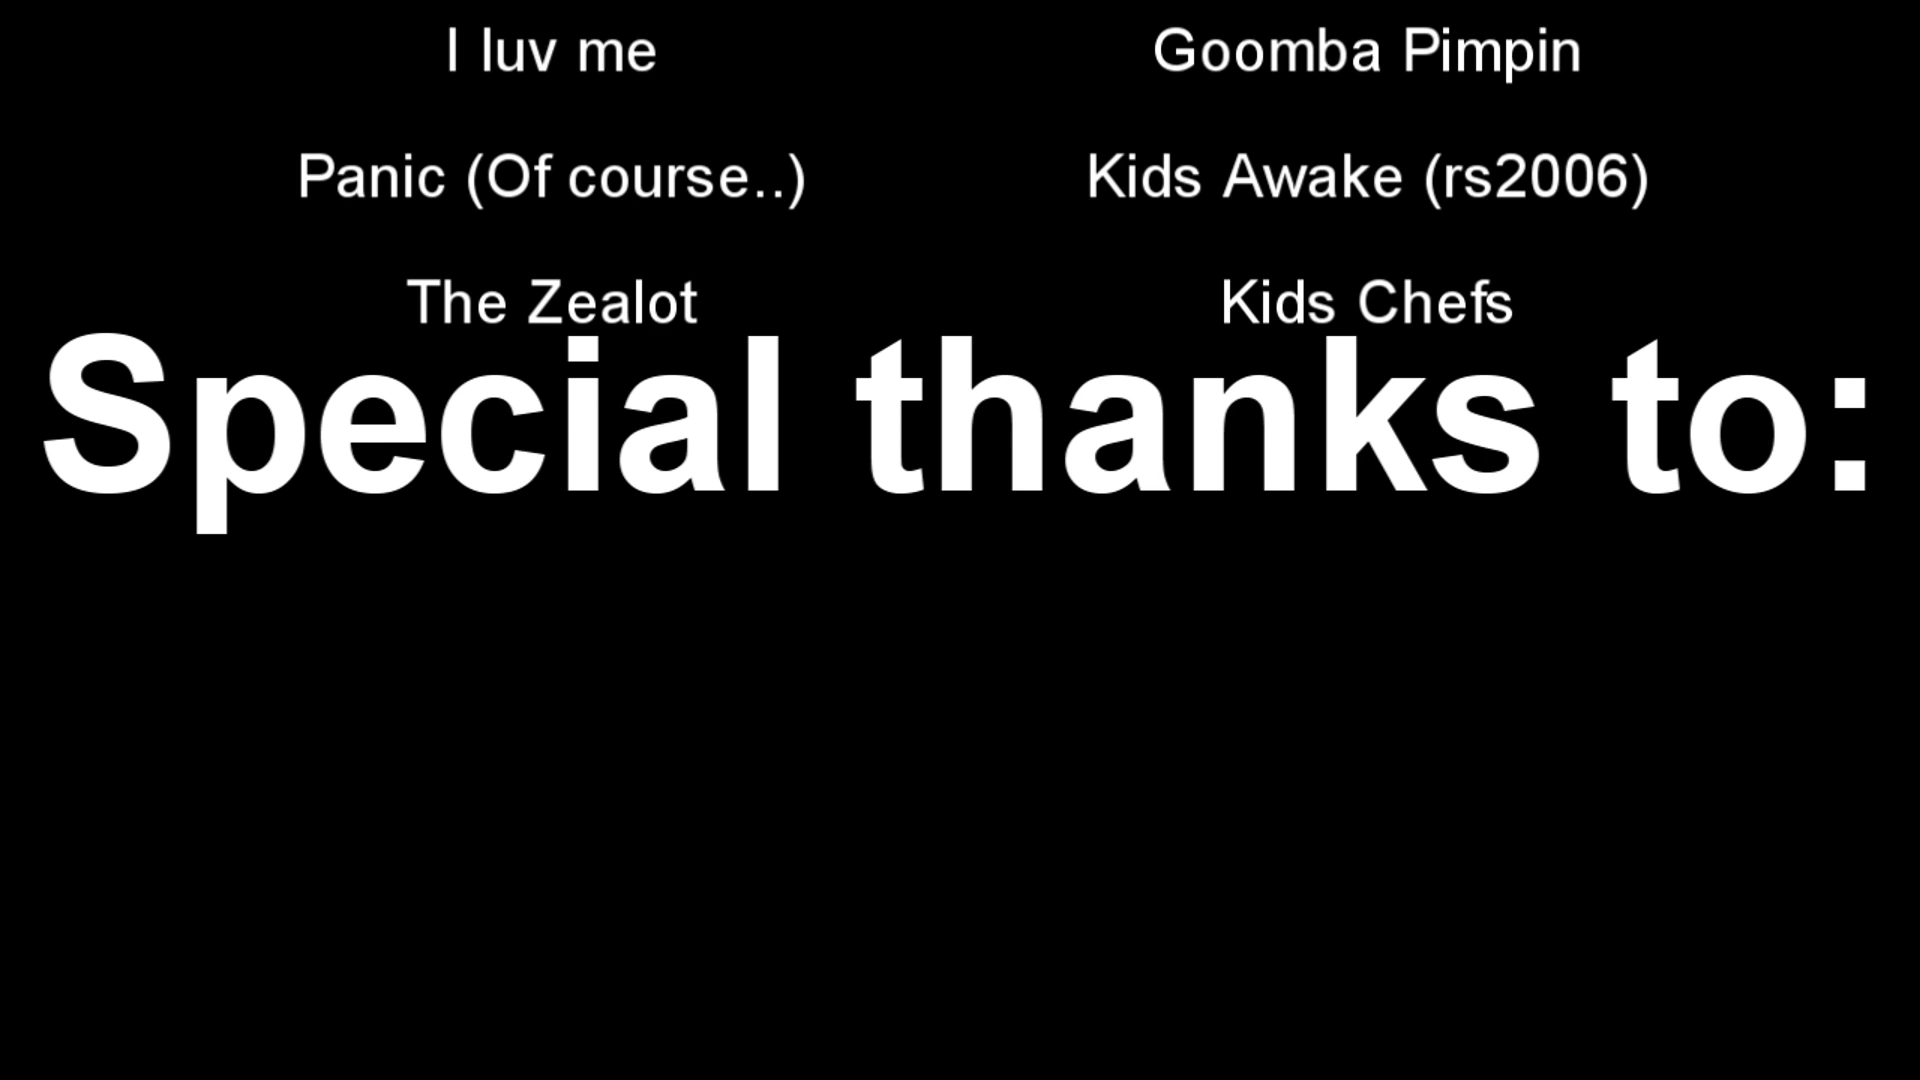 I luv me
Goomba Pimpin
Panic (Of course..)
Kids Awake (rs2006)
The Zealot
Kids Chefs
Special thanks to: